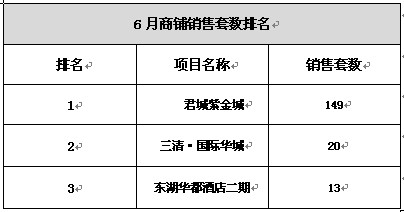 6 月商铺销售套数排名
排名 项目名称 销售套数
1 君城紫金城 149
2 三清·国际华城 20
3 东湖华都酒店二期 13